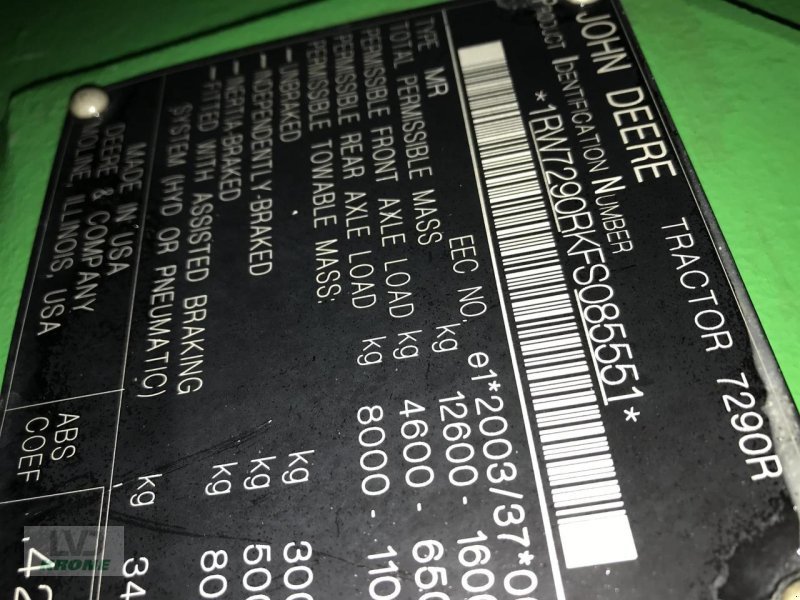 JOHN DEERE TRACTOR 7290R
PRODUCT IDENTIFICATION NUMBER
*1RW7290RKFS085551*
EEC NO. e1*2003/37*0
TYPE MR
TOTAL PERMISSIBLE MASS kg 12600-1600
PERMISSIBLE FRONT AXLE LOAD kg 4600-650
PERMISSIBLE REAR AXLE LOAD kg 8000-110
PERMISSIBLE TOWABLE MASS:
-UNBRAKED kg 300
-INDEPENDENTLY-BRAKED kg 500
-INERTIA-BRAKED kg 80
-FITTED WITH ASSISTED BRAKING
SYSTEM (HYD OR PNEUMATIC) kg 34
MADE IN USA
DEERE & COMPANY
MOLINE, ILLINOIS, USA
ABS
COEF .42
KROHNE